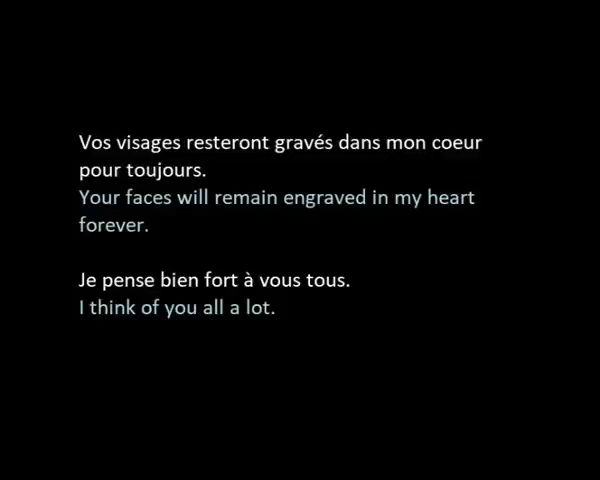 Vos visages resteront gravés dans mon coeur
pour toujours.
Your faces will remain engraved in my heart
forever.
Je pense bien fort à vous tous.
I think of you all a lot.